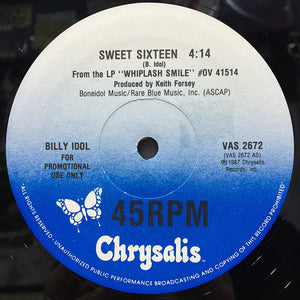 SWEET SIXTEEN 4:14
(B. Idol)
From the LP "WHIPLASH SMILE" #OV 41514
Produced by Keith Forsey
Boneidol Music/Rare Blue Music, Inc. (ASCAP)
BILLY IDOL
FOR
PROMOTIONAL
USE ONLY
VAS 2672
(VAS 2672 AS)
℗1987 Chrysalis
Records, Inc.
45RPM
Chrysalis
· ALL RIGHTS RESERVED · UNAUTHORIZED PUBLIC PERFORMANCE BROADCASTING AND COPYING OF THIS RECORD PROHIBITED ·